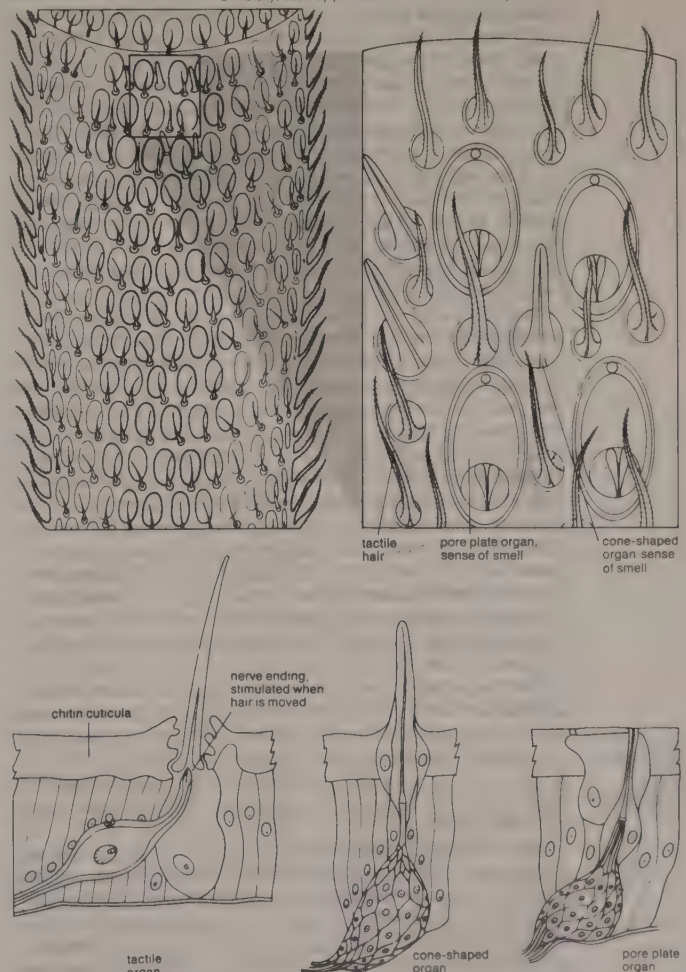 tactile
hair
pore plate organ,
sense of smell
cone-shaped
organ sense
of smell
nerve ending,
stimulated when
hair is moved
chitin cuticula
tactile
organ
cone-shaped
organ
pore plate
organ